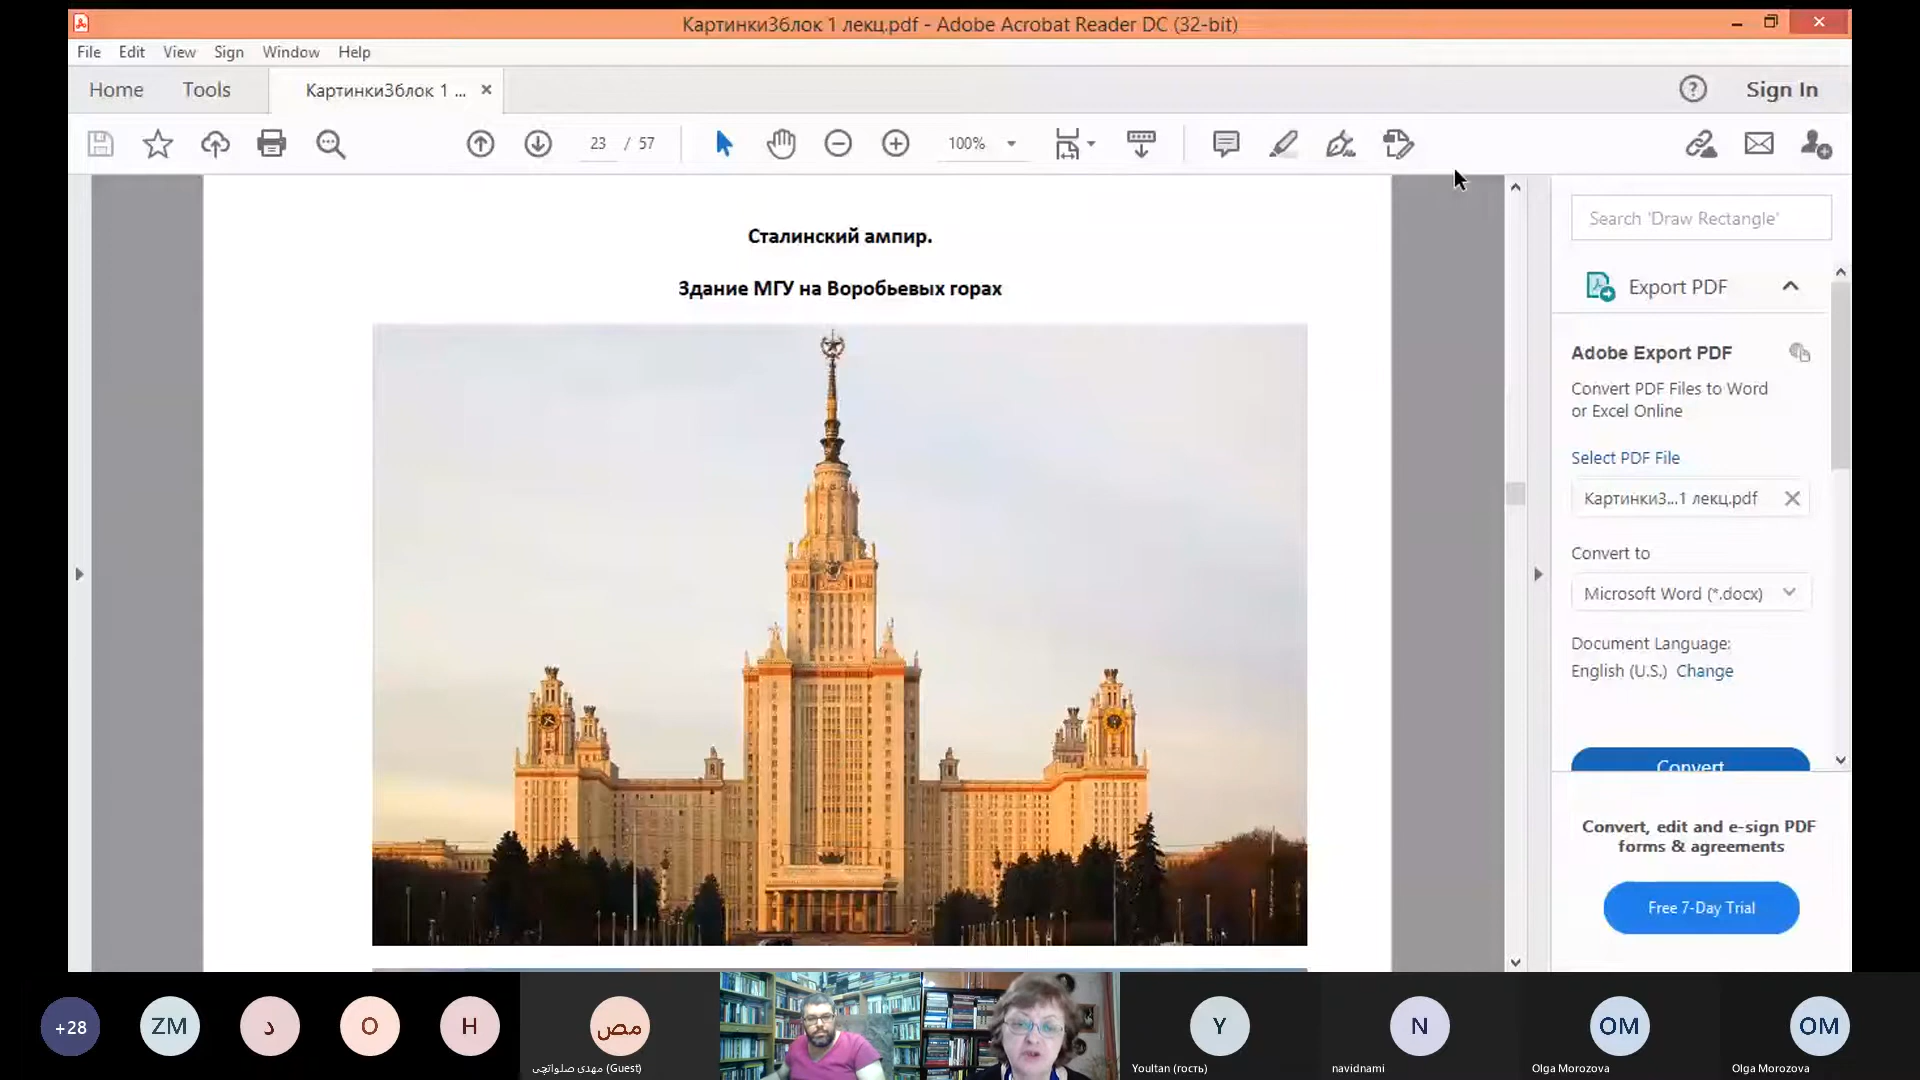 Картинки3блок 1 лекц.pdf - Adobe Acrobat Reader DC (32-bit)
File Edit View Sign Window Help
Home Tools Картинки3блок 1 ... Sign In
23 / 57 100%
Сталинский ампир.
Здание МГУ на Воробьевых горах
Search 'Draw Rectangle'
Export PDF
Adobe Export PDF
Convert PDF Files to Word
or Excel Online
Select PDF File
Картинки3...1 лекц.pdf
Convert to
Microsoft Word (*.docx)
Document Language:
English (U.S.) Change
Convert
Convert, edit and e-sign PDF
forms & agreements
Free 7-Day Trial
+28 ZM د O H مص Y N OM OM
مهدی صلواتچی (Guest) Youltan (гость) navidnami Olga Morozova Olga Morozova